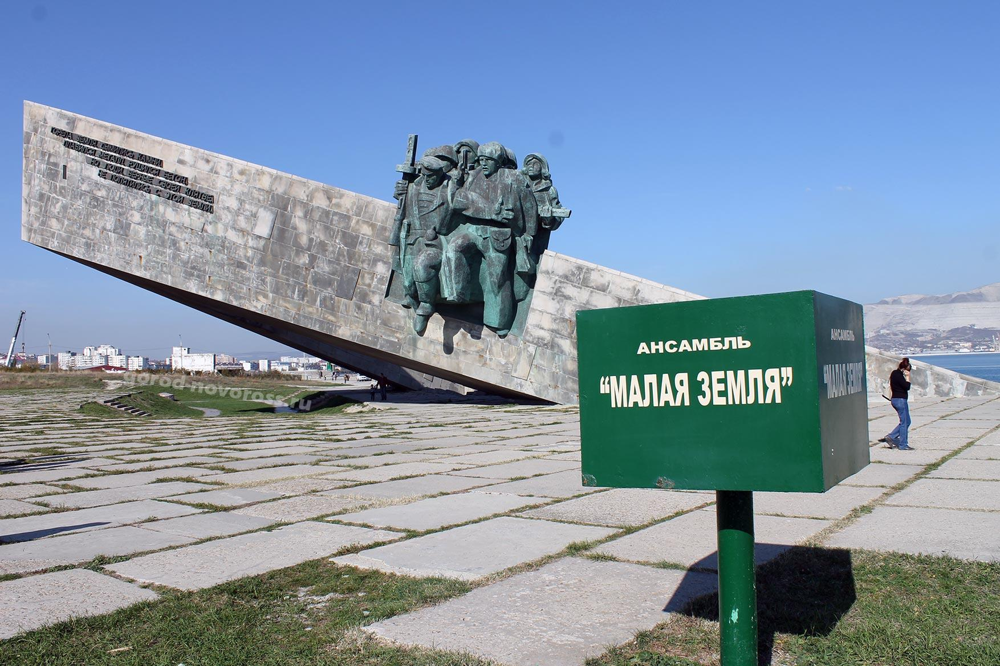 ГОРЕЛА ЗЕМЛЯ, ДЫМИЛИСЬ КАМНИ,
ПЛАВИЛСЯ МЕТАЛЛ, РУШИЛСЯ БЕТОН,
НО ЛЮДИ, ВЕРНЫЕ СВОЕЙ КЛЯТВЕ,
НЕ ПОПЯТИЛИСЬ С ЭТОЙ ЗЕМЛИ.
АНСАМБЛЬ
“МАЛАЯ ЗЕМЛЯ”
АНСАМБЛЬ
“МАЛАЯ ЗЕМЛЯ”
gorod-novoross.ru